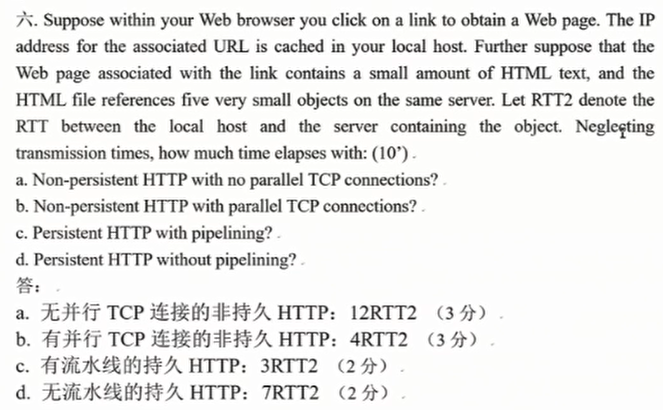 六. Suppose within your Web browser you click on a link to obtain a Web page. The IP
address for the associated URL is cached in your local host. Further suppose that the
Web page associated with the link contains a small amount of HTML text, and the
HTML file references five very small objects on the same server. Let RTT2 denote the
RTT between the local host and the server containing the object. Neglecting
transmission times, how much time elapses with: (10’)
a. Non-persistent HTTP with no parallel TCP connections?
b. Non-persistent HTTP with parallel TCP connections?
c. Persistent HTTP with pipelining?
d. Persistent HTTP without pipelining?
答：
a. 无并行 TCP 连接的非持久 HTTP：12RTT2 （3 分）
b. 有并行 TCP 连接的非持久 HTTP：4RTT2 （3 分）
c. 有流水线的持久 HTTP：3RTT2 （2 分）
d. 无流水线的持久 HTTP：7RTT2 （2 分）